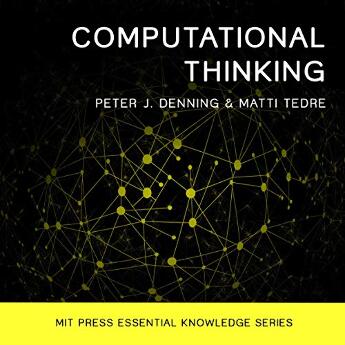 COMPUTATIONAL
THINKING
PETER J. DENNING & MATTI TEDRE
MIT PRESS ESSENTIAL KNOWLEDGE SERIES